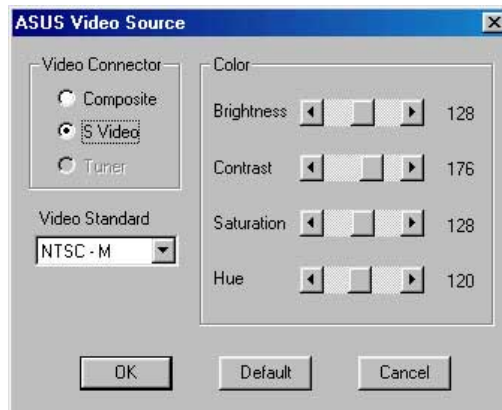 ASUS Video Source
Video Connector
Composite
S Video
Tuner
Video Standard
NTSC - M
Color
Brightness 128
Contrast 176
Saturation 128
Hue 120
OK Default Cancel